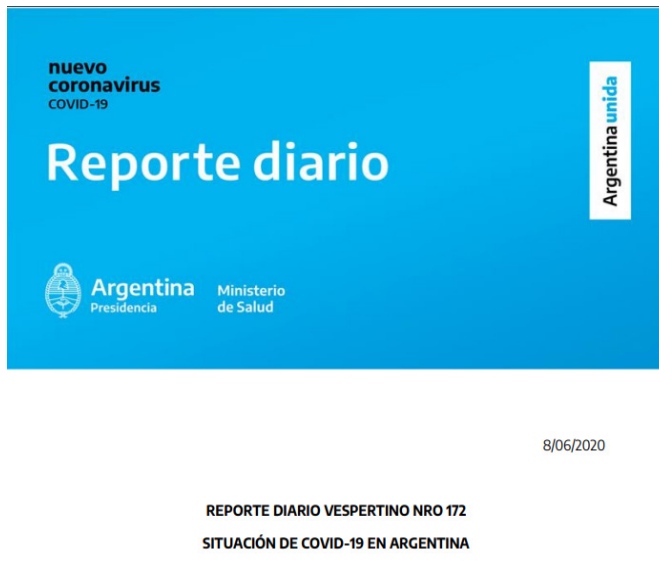 nuevo
coronavirus
COVID-19
Argentina unida
Reporte diario
Argentina
Presidencia
Ministerio
de Salud
8/06/2020
REPORTE DIARIO VESPERTINO NRO 172
SITUACIÓN DE COVID-19 EN ARGENTINA